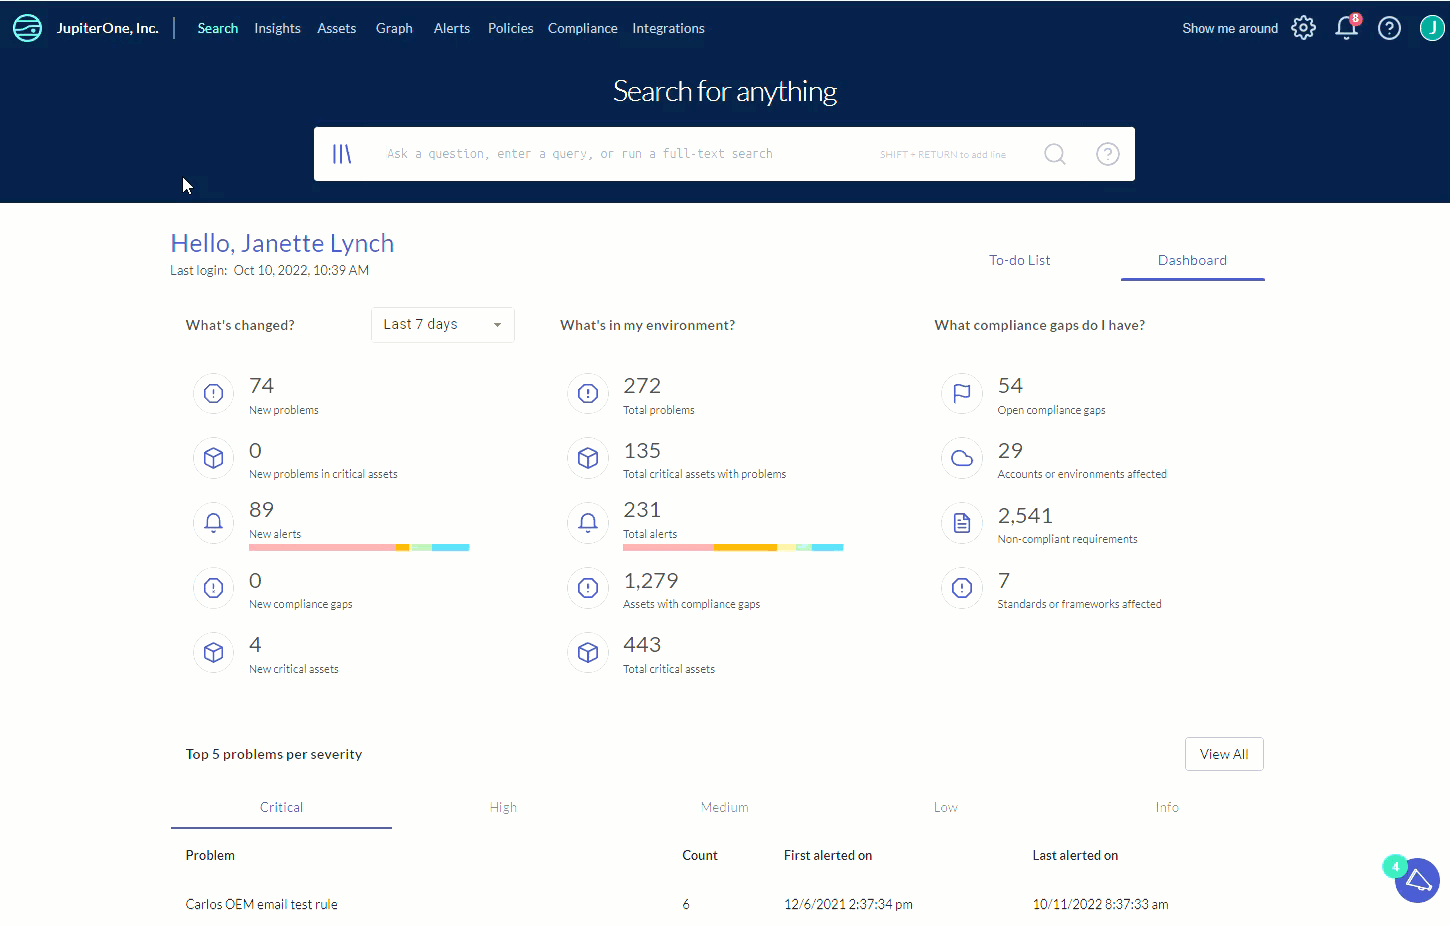 JupiterOne, Inc. Search Insights Assets Graph Alerts Policies Compliance Integrations Show me around 8 J
Search for anything
Ask a question, enter a query, or run a full-text search SHIFT + RETURN to add line
Hello, Janette Lynch
Last login: Oct 10, 2022, 10:39 AM
To-do List Dashboard
What's changed? Last 7 days
74
New problems
0
New problems in critical assets
89
New alerts
0
New compliance gaps
4
New critical assets
What's in my environment?
272
Total problems
135
Total critical assets with problems
231
Total alerts
1,279
Assets with compliance gaps
443
Total critical assets
What compliance gaps do I have?
54
Open compliance gaps
29
Accounts or environments affected
2,541
Non-compliant requirements
7
Standards or frameworks affected
Top 5 problems per severity View All
Critical High Medium Low Info
Problem Count First alerted on Last alerted on
Carlos OEM email test rule 6 12/6/2021 2:37:34 pm 10/11/2022 8:37:33 am
4